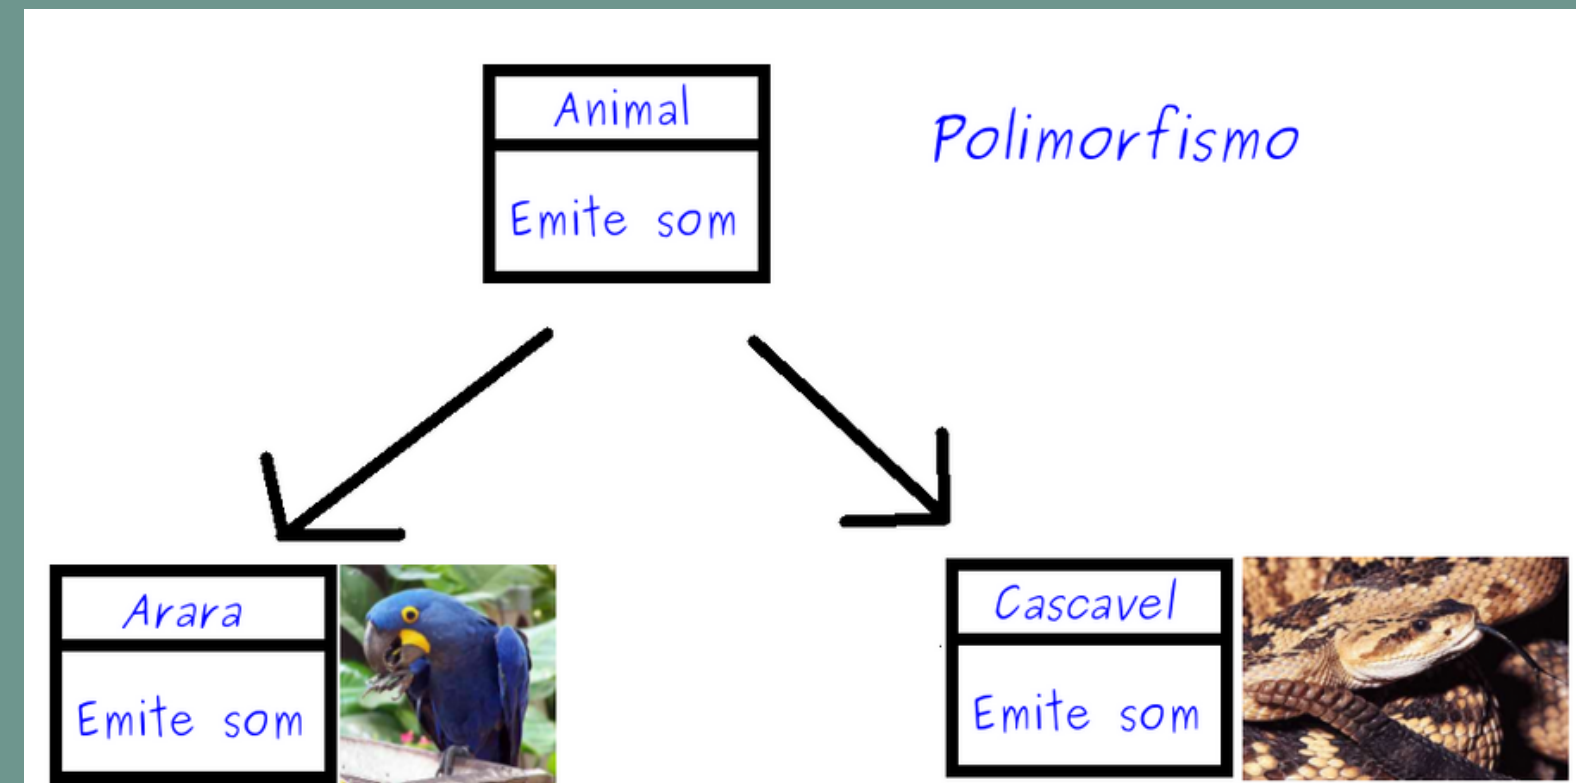 Animal
Polimorfismo
Emite som
Arara
Cascavel
Emite som
Emite som